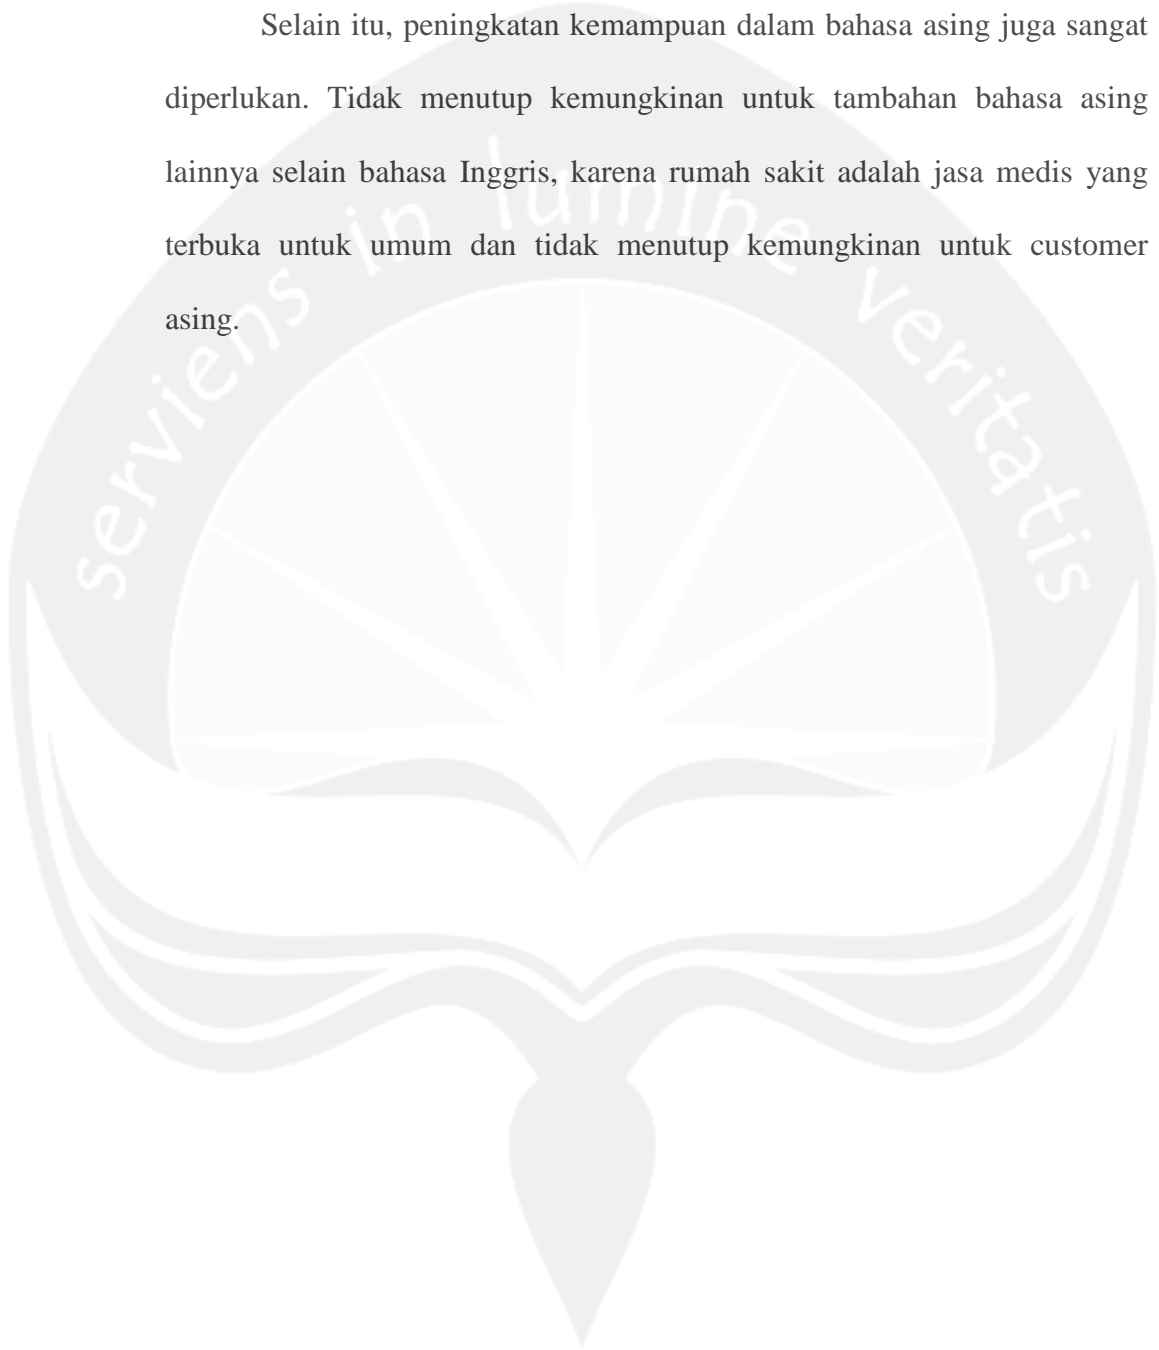 Selain itu, peningkatan kemampuan dalam bahasa asing juga sangat
diperlukan. Tidak menutup kemungkinan untuk tambahan bahasa asing
lainnya selain bahasa Inggris, karena rumah sakit adalah jasa medis yang
terbuka untuk umum dan tidak menutup kemungkinan untuk customer
asing.
serviens in lumine veritatis